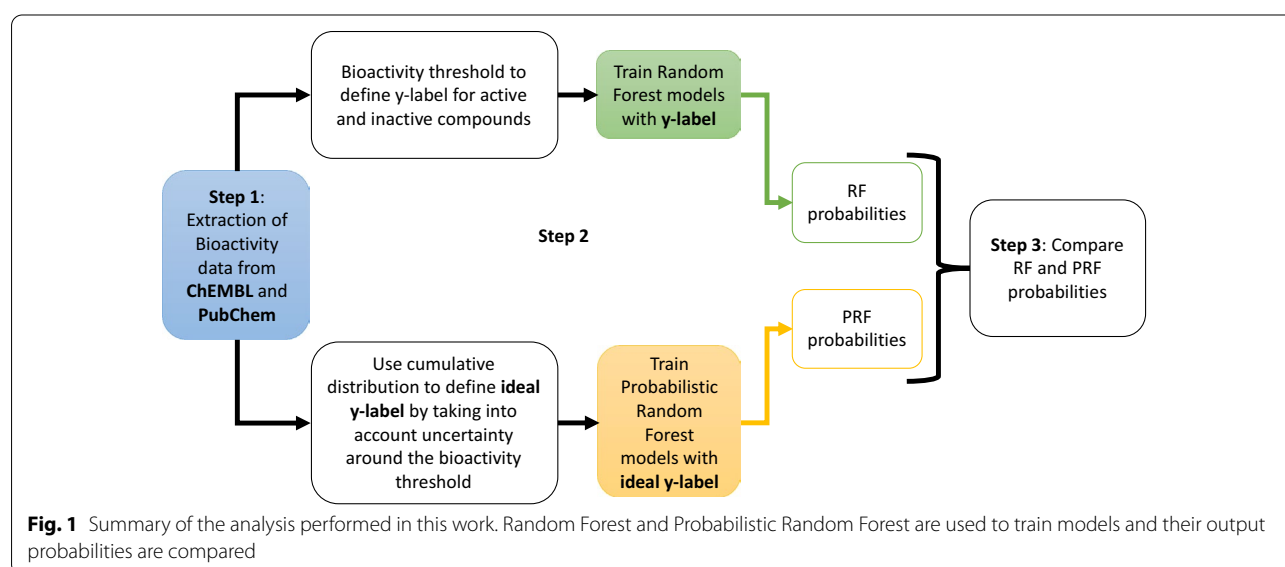 Step 1:
Extraction of
Bioactivity
data from
ChEMBL and
PubChem
Bioactivity threshold to
define y-label for active
and inactive compounds
Train Random
Forest models
with y-label
RF
probabilities
Step 2
Use cumulative
distribution to define ideal
y-label by taking into
account uncertainty
around the bioactivity
threshold
Train
Probabilistic
Random
Forest
models with
ideal y-label
PRF
probabilities
Step 3: Compare
RF and PRF
probabilities
Fig. 1 Summary of the analysis performed in this work. Random Forest and Probabilistic Random Forest are used to train models and their output
probabilities are compared